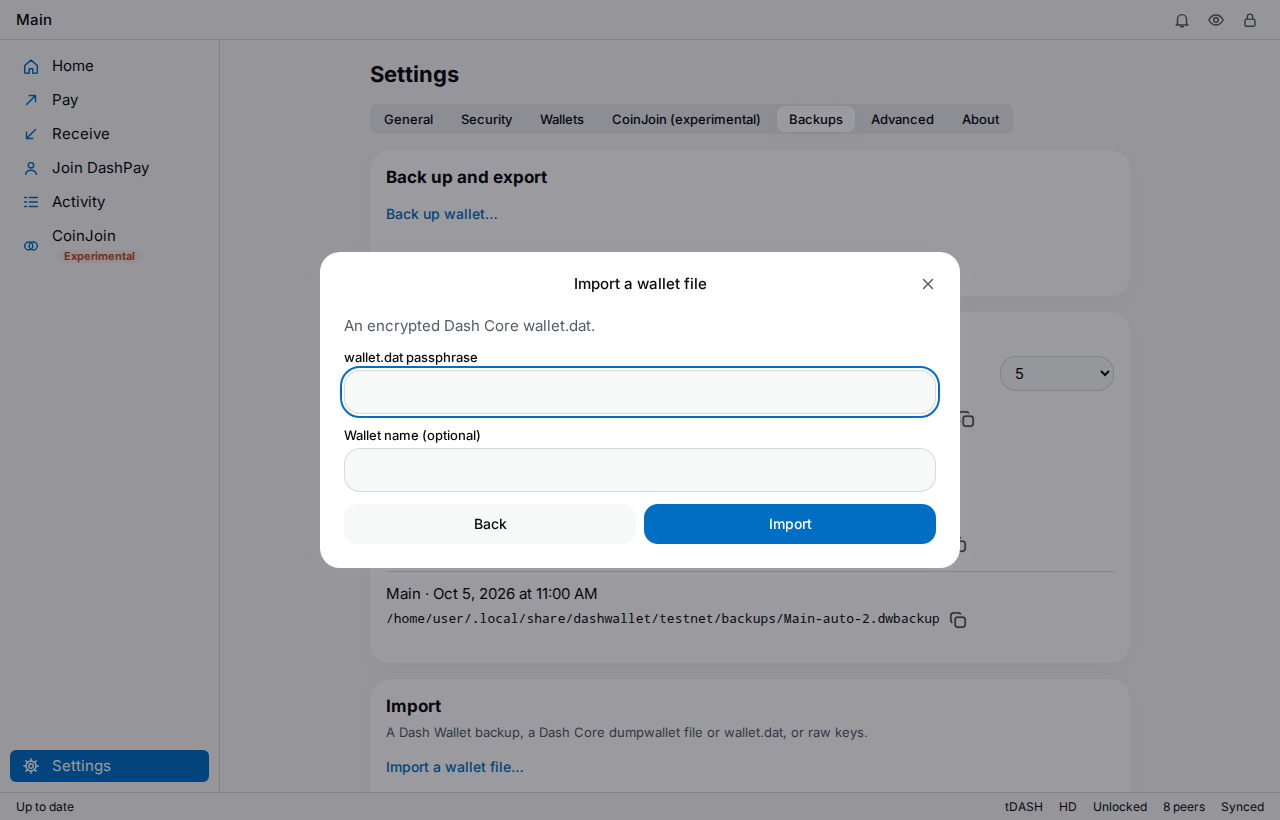 Main
Home
Pay
Receive
Join DashPay
Activity
CoinJoin
Experimental
Settings
Settings
General Security Wallets CoinJoin (experimental) Backups Advanced About
Back up and export
Back up wallet...
Import a wallet file
An encrypted Dash Core wallet.dat.
wallet.dat passphrase
5
Wallet name (optional)
Back Import
Main · Oct 5, 2026 at 11:00 AM
/home/user/.local/share/dashwallet/testnet/backups/Main-auto-2.dwbackup
Import
A Dash Wallet backup, a Dash Core dumpwallet file or wallet.dat, or raw keys.
Import a wallet file...
Up to date tDASH HD Unlocked 8 peers Synced